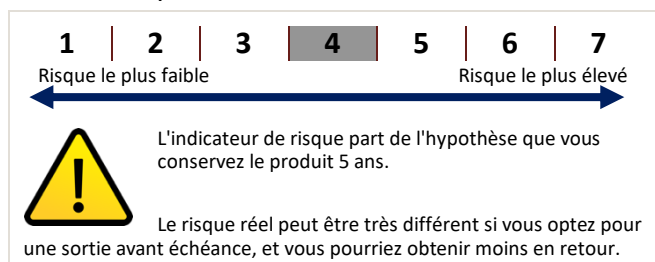 1 2 3 4 5 6 7
Risque le plus faible Risque le plus élevé
L'indicateur de risque part de l'hypothèse que vous
conservez le produit 5 ans.
Le risque réel peut être très différent si vous optez pour
une sortie avant échéance, et vous pourriez obtenir moins en retour.